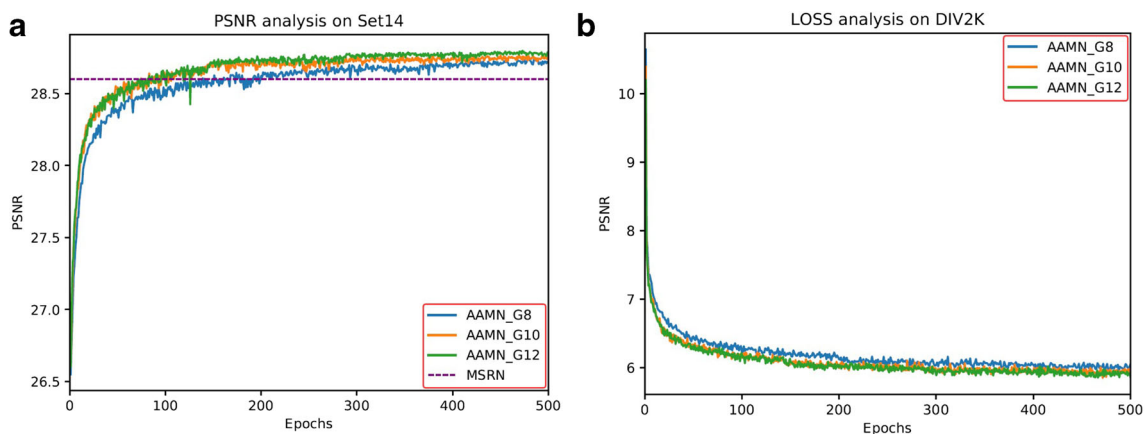 a
PSNR analysis on Set14
PSNR
28.5
28.0
27.5
27.0
26.5
0
100
200
300
400
500
Epochs
AAMN_G8
AAMN_G10
AAMN_G12
MSRN
b
LOSS analysis on DIV2K
PSNR
10
9
8
7
6
0
100
200
300
400
500
Epochs
AAMN_G8
AAMN_G10
AAMN_G12